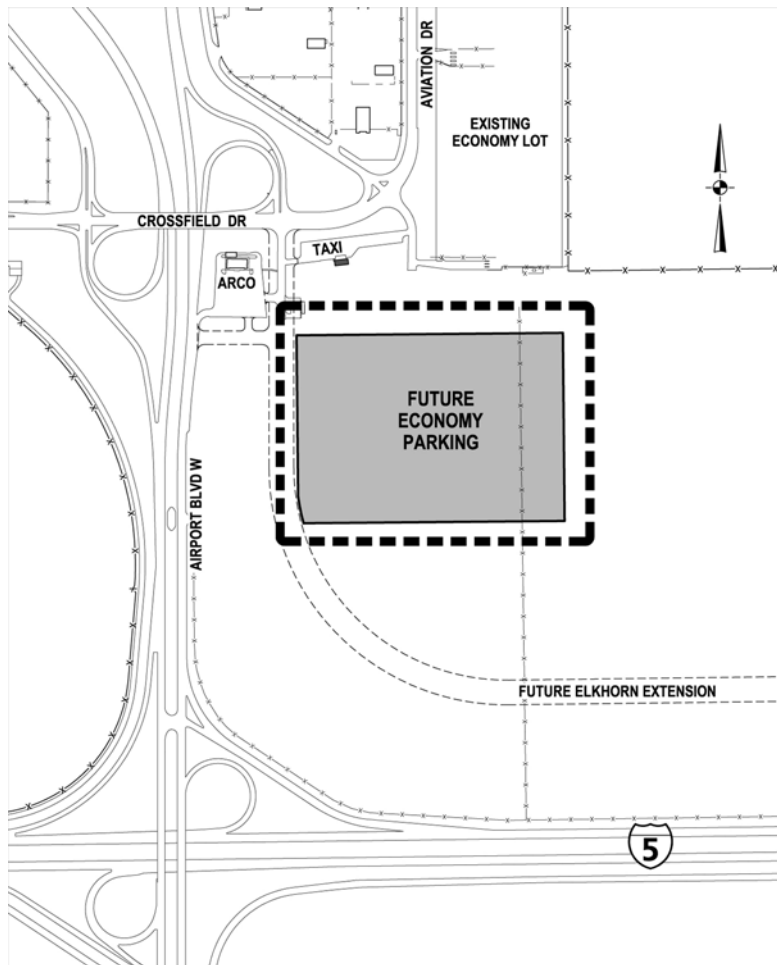 AVIATION DR
EXISTING
ECONOMY LOT
CROSSFIELD DR
TAXI
ARCO
FUTURE
ECONOMY
PARKING
AIRPORT BLVD W
FUTURE ELKHORN EXTENSION
5